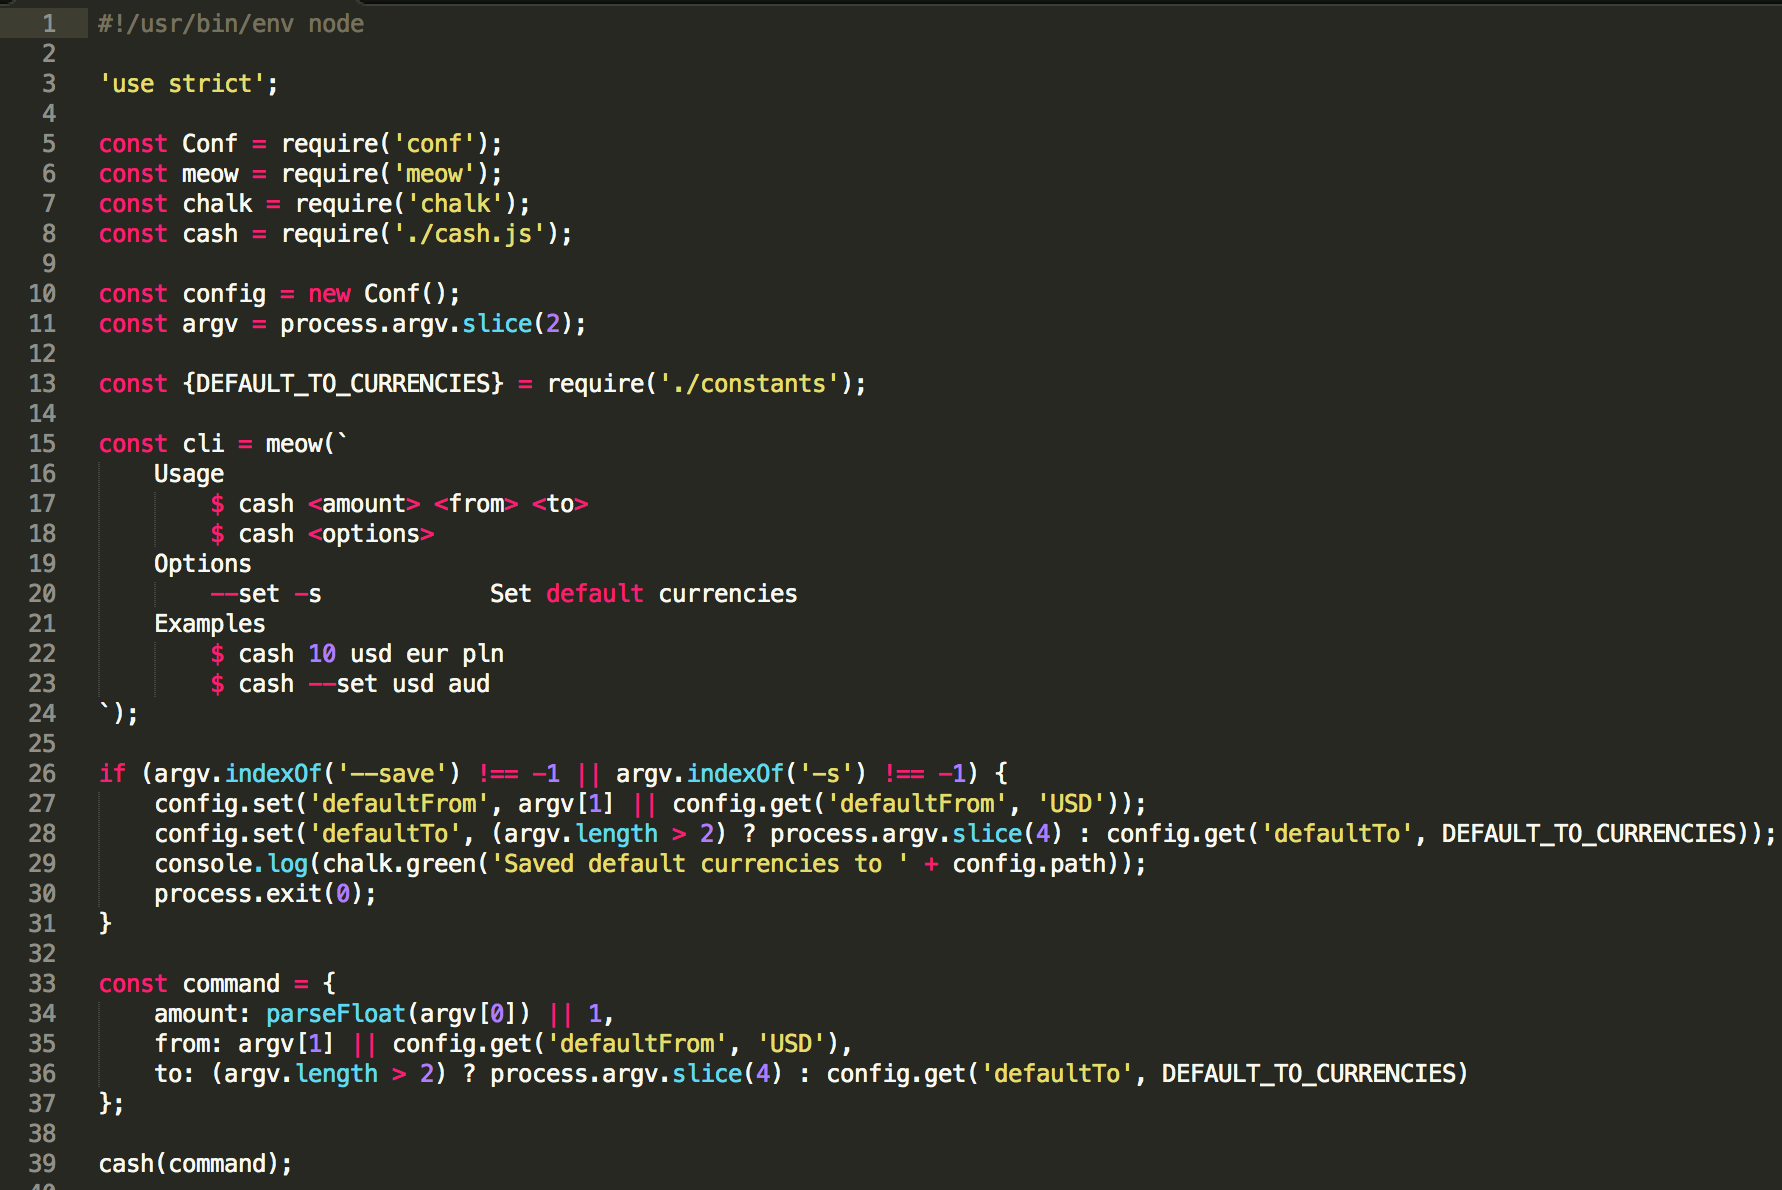 1 #!/usr/bin/env node
2
3 'use strict';
4
5 const Conf = require('conf');
6 const meow = require('meow');
7 const chalk = require('chalk');
8 const cash = require('./cash.js');
9
10 const config = new Conf();
11 const argv = process.argv.slice(2);
12
13 const {DEFAULT_TO_CURRENCIES} = require('./constants');
14
15 const cli = meow(`
16     Usage
17         $ cash <amount> <from> <to>
18         $ cash <options>
19     Options
20         --set -s            Set default currencies
21     Examples
22         $ cash 10 usd eur pln
23         $ cash --set usd aud
24 `);
25
26 if (argv.indexOf('--save') !== -1 || argv.indexOf('-s') !== -1) {
27     config.set('defaultFrom', argv[1] || config.get('defaultFrom', 'USD'));
28     config.set('defaultTo', (argv.length > 2) ? process.argv.slice(4) : config.get('defaultTo', DEFAULT_TO_CURRENCIES));
29     console.log(chalk.green('Saved default currencies to ' + config.path));
30     process.exit(0);
31 }
32
33 const command = {
34     amount: parseFloat(argv[0]) || 1,
35     from: argv[1] || config.get('defaultFrom', 'USD'),
36     to: (argv.length > 2) ? process.argv.slice(4) : config.get('defaultTo', DEFAULT_TO_CURRENCIES)
37 };
38
39 cash(command);
40